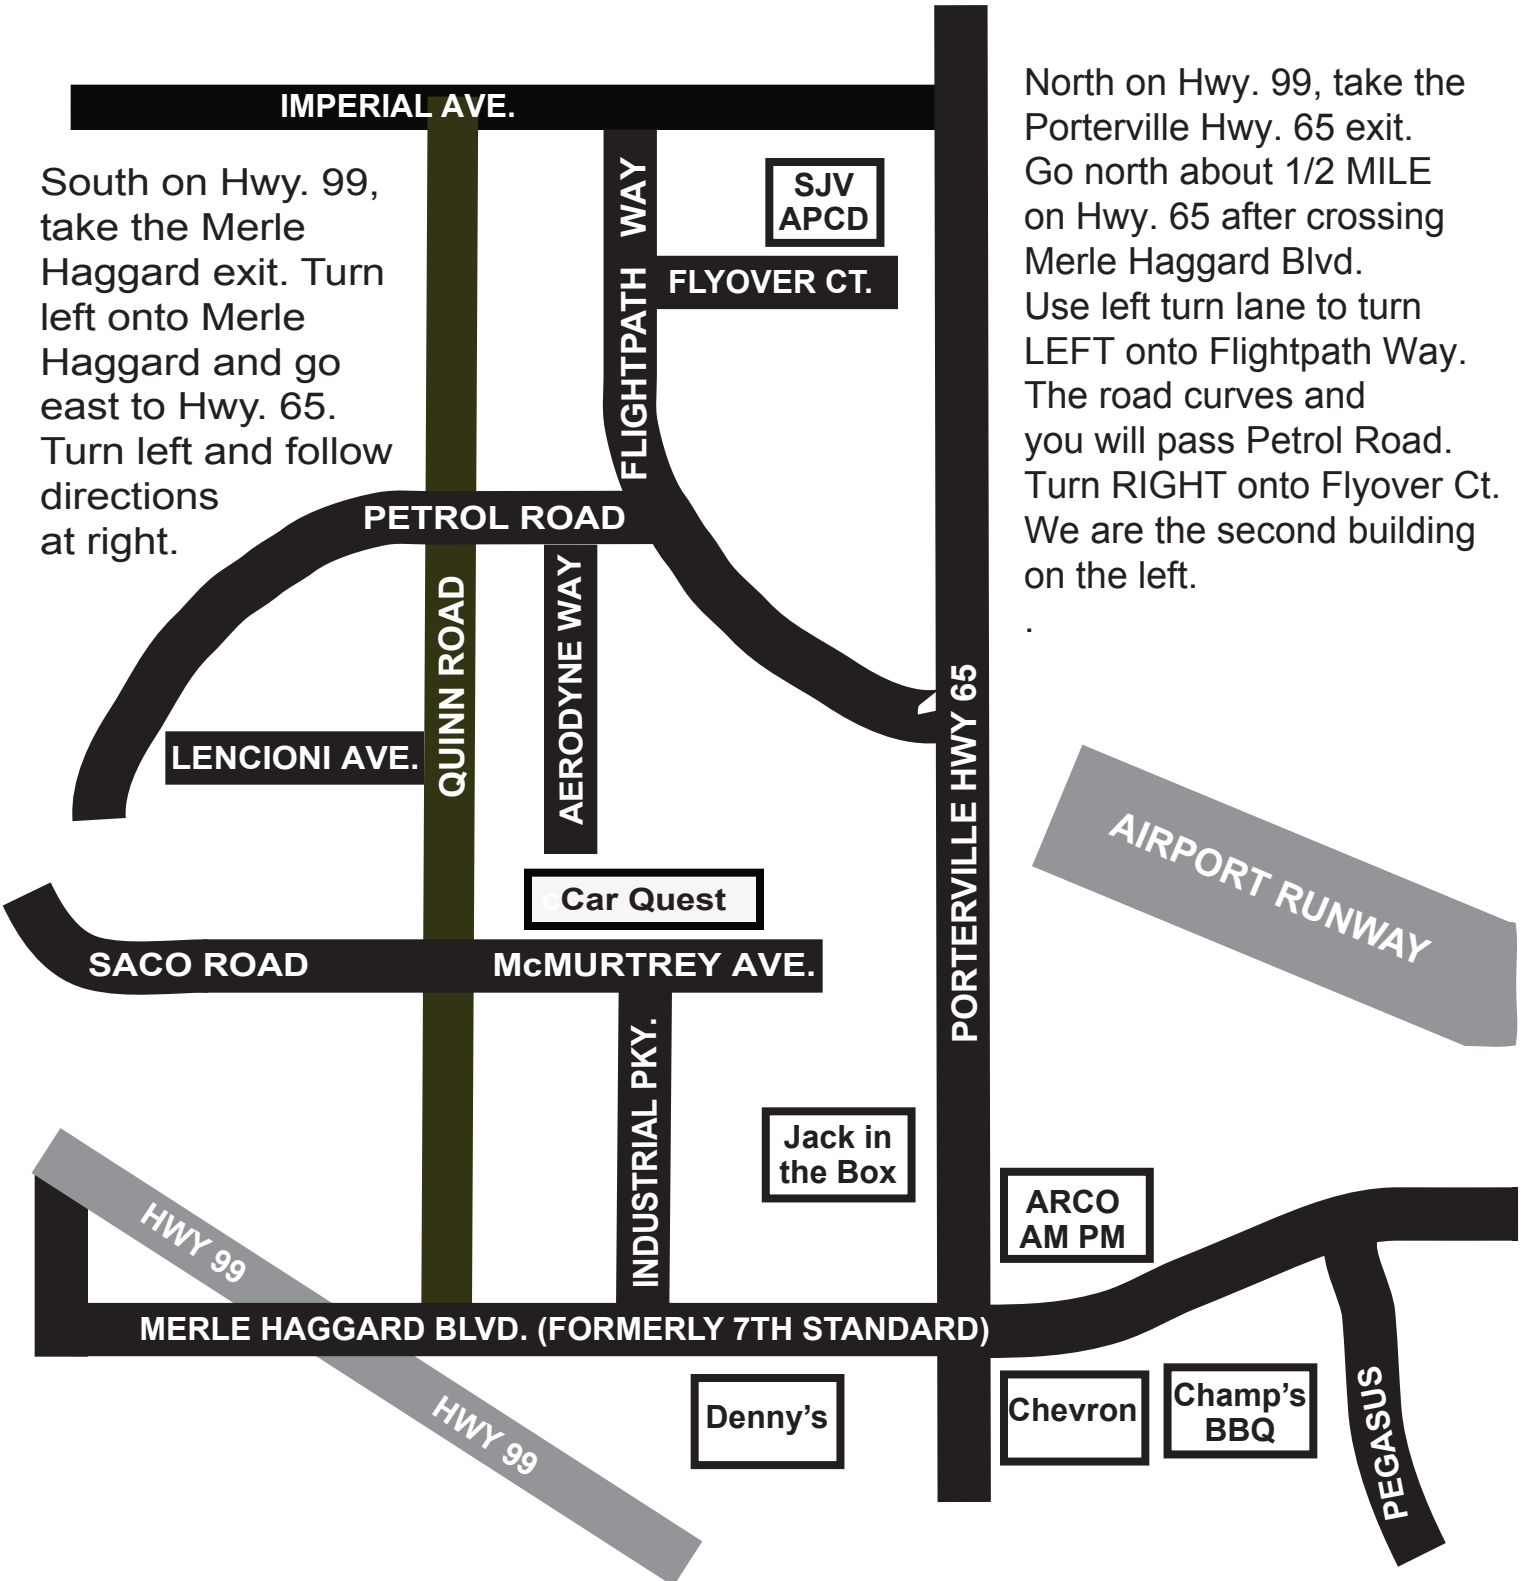 IMPERIAL AVE.
South on Hwy. 99,
take the Merle
Haggard exit. Turn
left onto Merle
Haggard and go
east to Hwy. 65.
Turn left and follow
directions
at right.
North on Hwy. 99, take the
Porterville Hwy. 65 exit.
Go north about 1/2 MILE
on Hwy. 65 after crossing
Merle Haggard Blvd.
Use left turn lane to turn
LEFT onto Flightpath Way.
The road curves and
you will pass Petrol Road.
Turn RIGHT onto Flyover Ct.
We are the second building
on the left.
.
SJV
APCD
FLIGHTPATH WAY
FLYOVER CT.
PETROL ROAD
QUINN ROAD
AERODYNE WAY
LENCIONI AVE.
PORTERVILLE HWY 65
AIRPORT RUNWAY
cCar Quest
SACO ROAD
McMURTREY AVE.
INDUSTRIAL PKY.
Jack in
the Box
ARCO
AM PM
HWY 99
MERLE HAGGARD BLVD. (FORMERLY 7TH STANDARD)
HWY 99
Denny's
Chevron
Champ's
BBQ
PEGASUS